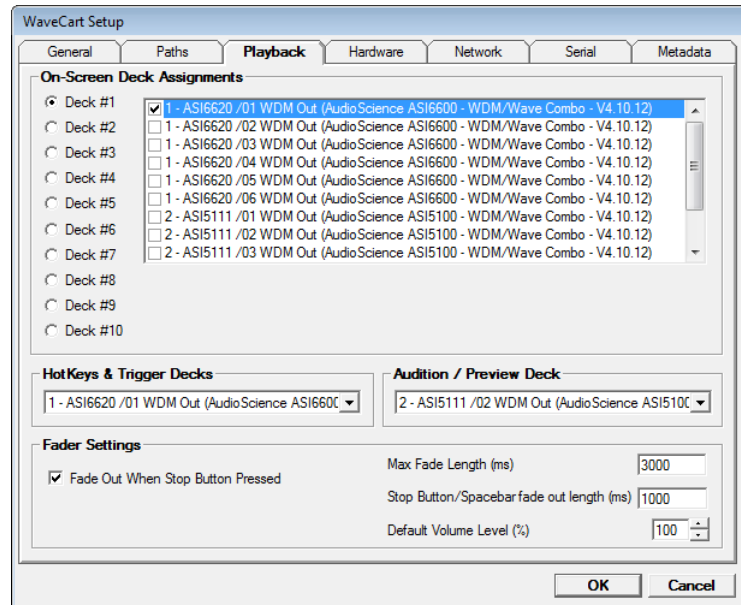 WaveCart Setup
General Paths Playback Hardware Network Serial Metadata
On-Screen Deck Assignments
Deck #1
Deck #2
Deck #3
Deck #4
Deck #5
Deck #6
Deck #7
Deck #8
Deck #9
Deck #10
1 - ASI6620 /01 WDM Out (AudioScience ASI6600 - WDM/Wave Combo - V4.10.12)
1 - ASI6620 /02 WDM Out (AudioScience ASI6600 - WDM/Wave Combo - V4.10.12)
1 - ASI6620 /03 WDM Out (AudioScience ASI6600 - WDM/Wave Combo - V4.10.12)
1 - ASI6620 /04 WDM Out (AudioScience ASI6600 - WDM/Wave Combo - V4.10.12)
1 - ASI6620 /05 WDM Out (AudioScience ASI6600 - WDM/Wave Combo - V4.10.12)
1 - ASI6620 /06 WDM Out (AudioScience ASI6600 - WDM/Wave Combo - V4.10.12)
2 - ASI5111 /01 WDM Out (AudioScience ASI5100 - WDM/Wave Combo - V4.10.12)
2 - ASI5111 /02 WDM Out (AudioScience ASI5100 - WDM/Wave Combo - V4.10.12)
2 - ASI5111 /03 WDM Out (AudioScience ASI5100 - WDM/Wave Combo - V4.10.12)
HotKeys & Trigger Decks
1 - ASI6620 /01 WDM Out (AudioScience ASI660(
Audition / Preview Deck
2 - ASI5111 /02 WDM Out (AudioScience ASI510(
Fader Settings
Fade Out When Stop Button Pressed
Max Fade Length (ms) 3000
Stop Button/Spacebar fade out length (ms) 1000
Default Volume Level (%) 100
OK Cancel